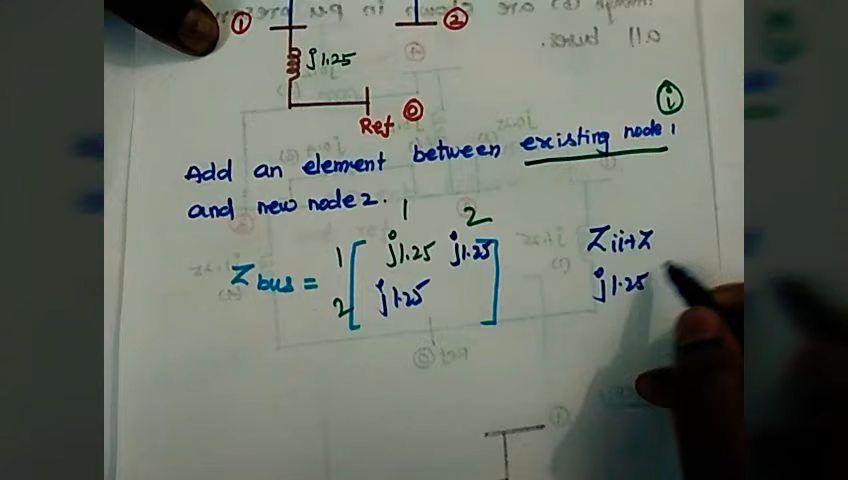 ① ②
j1.25
Ref ⓪
ⓘ
Add an element between existing node 1
and new node 2.
1 2
Zbus = 1 [ j1.25 j1.25 ]
2 [ j1.25 ]
Zii+Z
j1.25